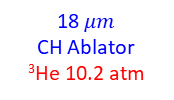 18 𝜇𝑚
CH Ablator
³He 10.2 atm